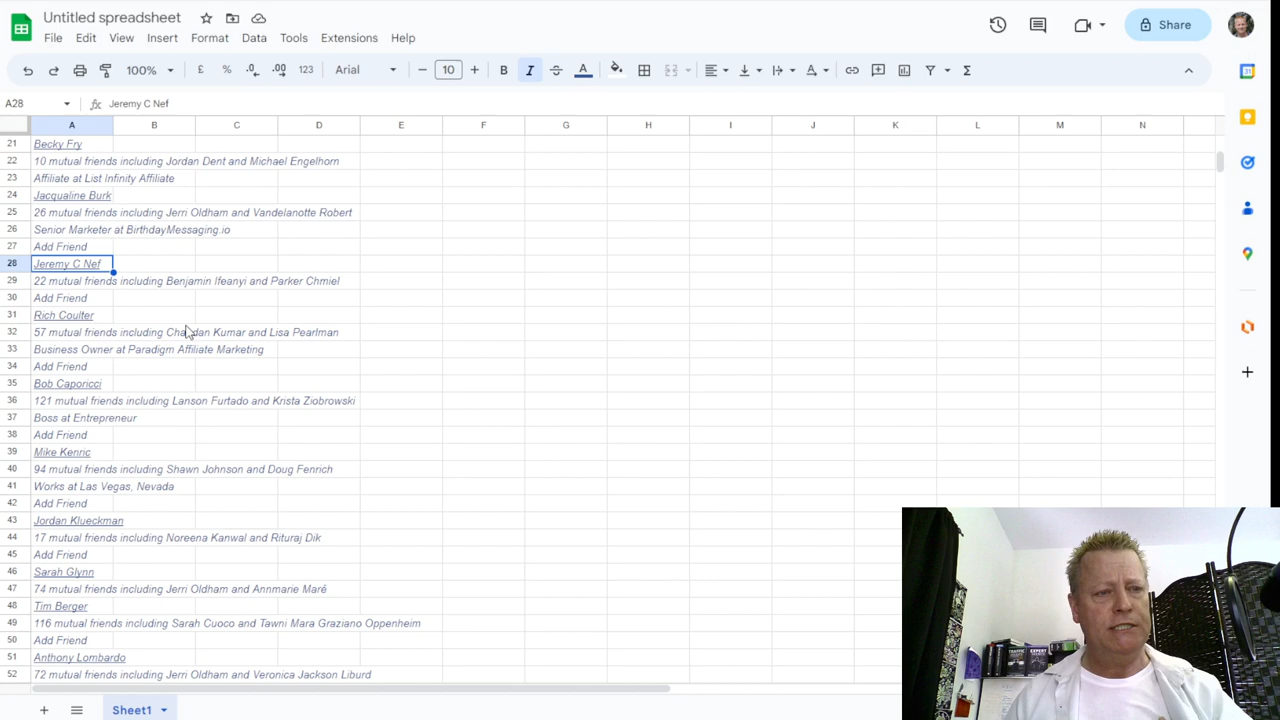 Untitled spreadsheet
File Edit View Insert Format Data Tools Extensions Help
Share
100% £ % .0 .00 123 Arial 10 B I A
A28 fx Jeremy C Nef
A B C D E F G H I J K L M N
21 Becky Fry
22 10 mutual friends including Jordan Dent and Michael Engelhorn
23 Affiliate at List Infinity Affiliate
24 Jacqualine Burk
25 26 mutual friends including Jerri Oldham and Vandelanotte Robert
26 Senior Marketer at BirthdayMessaging.io
27 Add Friend
28 Jeremy C Nef
29 22 mutual friends including Benjamin Ifeanyi and Parker Chmiel
30 Add Friend
31 Rich Coulter
32 57 mutual friends including Chandan Kumar and Lisa Pearlman
33 Business Owner at Paradigm Affiliate Marketing
34 Add Friend
35 Bob Caporicci
36 121 mutual friends including Lanson Furtado and Krista Ziobrowski
37 Boss at Entrepreneur
38 Add Friend
39 Mike Kenric
40 94 mutual friends including Shawn Johnson and Doug Fenrich
41 Works at Las Vegas, Nevada
42 Add Friend
43 Jordan Klueckman
44 17 mutual friends including Noreena Kanwal and Rituraj Dik
45 Add Friend
46 Sarah Glynn
47 74 mutual friends including Jerri Oldham and Annmarie Maré
48 Tim Berger
49 116 mutual friends including Sarah Cuoco and Tawni Mara Graziano Oppenheim
50 Add Friend
51 Anthony Lombardo
52 72 mutual friends including Jerri Oldham and Veronica Jackson Liburd
Sheet1
TRAFFIC
EXPERT